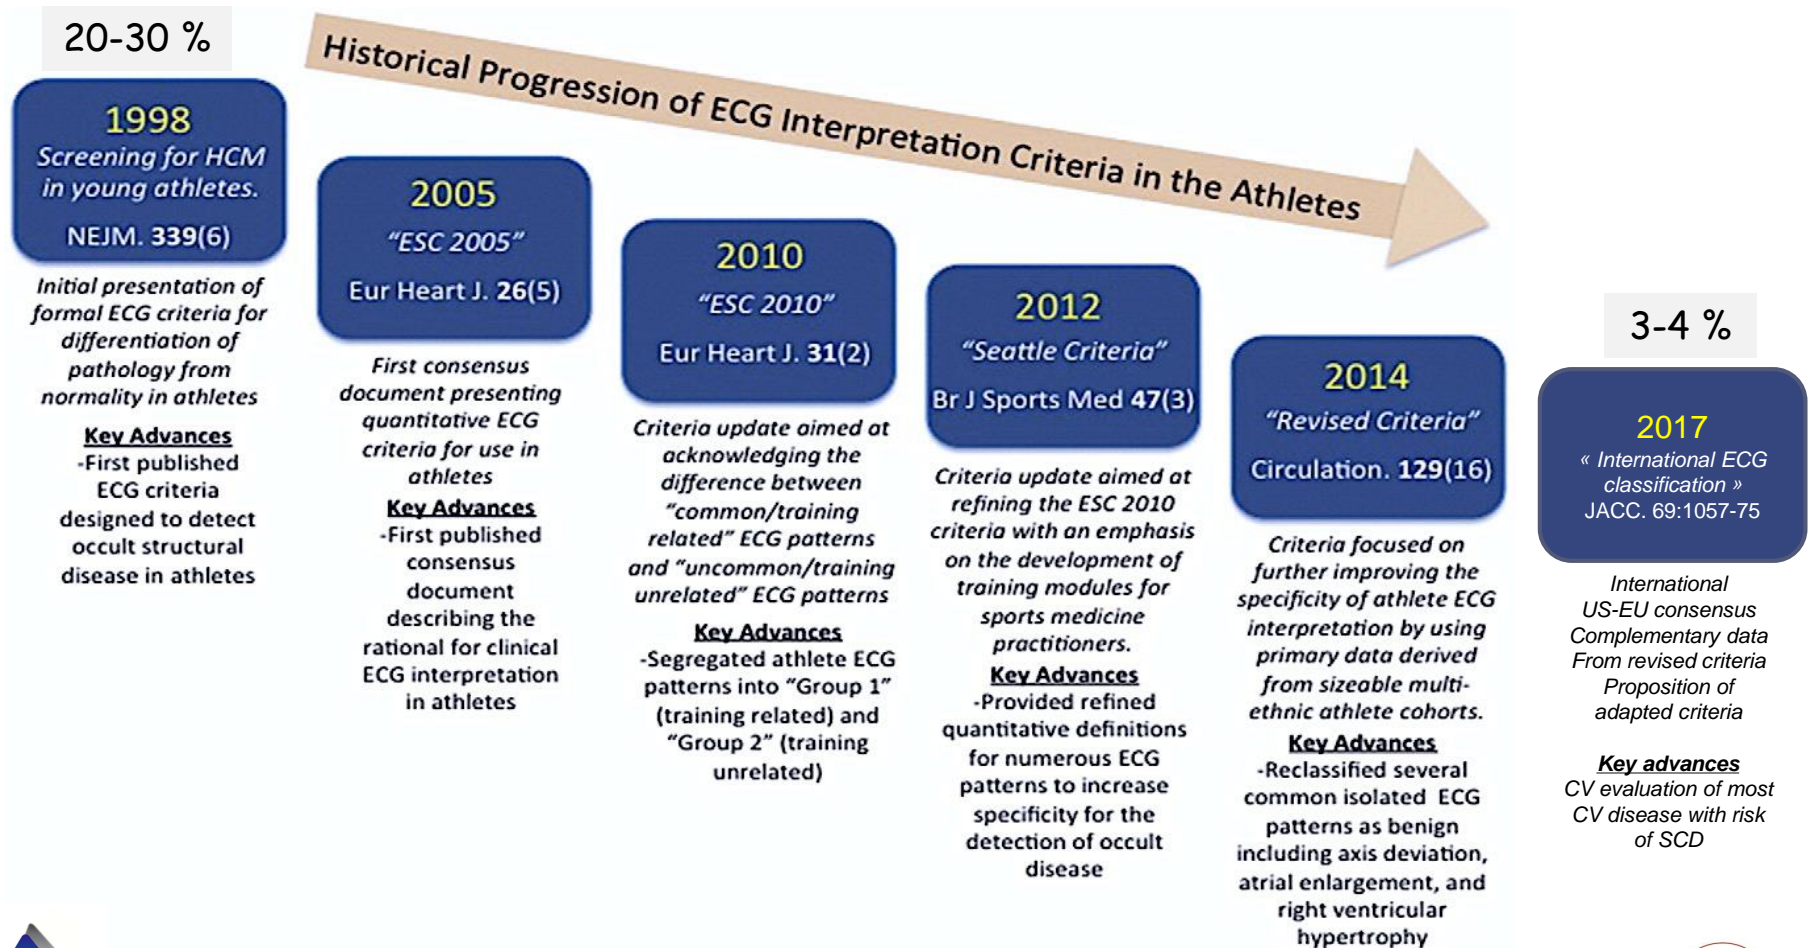 20-30 %
Historical Progression of ECG Interpretation Criteria in the Athletes
1998
Screening for HCM
in young athletes.
NEJM. 339(6)
Initial presentation of
formal ECG criteria for
differentiation of
pathology from
normality in athletes
Key Advances
-First published
ECG criteria
designed to detect
occult structural
disease in athletes
2005
“ESC 2005”
Eur Heart J. 26(5)
First consensus
document presenting
quantitative ECG
criteria for use in
athletes
Key Advances
-First published
consensus
document
describing the
rational for clinical
ECG interpretation
in athletes
2010
“ESC 2010”
Eur Heart J. 31(2)
Criteria update aimed at
acknowledging the
difference between
“common/training
related” ECG patterns
and “uncommon/training
unrelated” ECG patterns
Key Advances
-Segregated athlete ECG
patterns into “Group 1”
(training related) and
“Group 2” (training
unrelated)
2012
“Seattle Criteria”
Br J Sports Med 47(3)
Criteria update aimed at
refining the ESC 2010
criteria with an emphasis
on the development of
training modules for
sports medicine
practitioners.
Key Advances
-Provided refined
quantitative definitions
for numerous ECG
patterns to increase
specificity for the
detection of occult
disease
2014
“Revised Criteria”
Circulation. 129(16)
Criteria focused on
further improving the
specificity of athlete ECG
interpretation by using
primary data derived
from sizeable multi-
ethnic athlete cohorts.
Key Advances
-Reclassified several
common isolated ECG
patterns as benign
including axis deviation,
atrial enlargement, and
right ventricular
hypertrophy
3-4 %
2017
« International ECG
classification »
JACC. 69:1057-75
International
US-EU consensus
Complementary data
From revised criteria
Proposition of
adapted criteria
Key advances
CV evaluation of most
CV disease with risk
of SCD